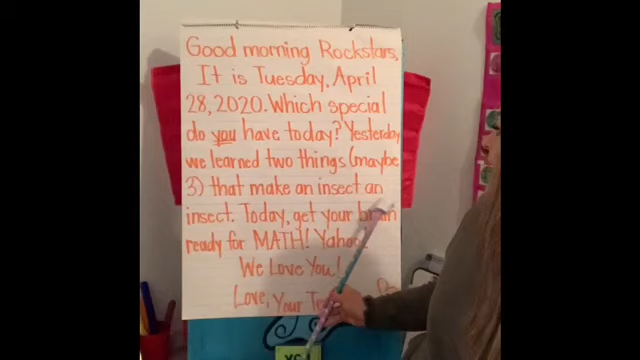 Good morning Rockstars,
It is Tuesday, April
28, 2020. Which special
do you have today? Yesterday
we learned two things (maybe
3) that make an insect an
insect. Today, get your brain
ready for MATH! Yahoo!
We Love You!
Love, Your